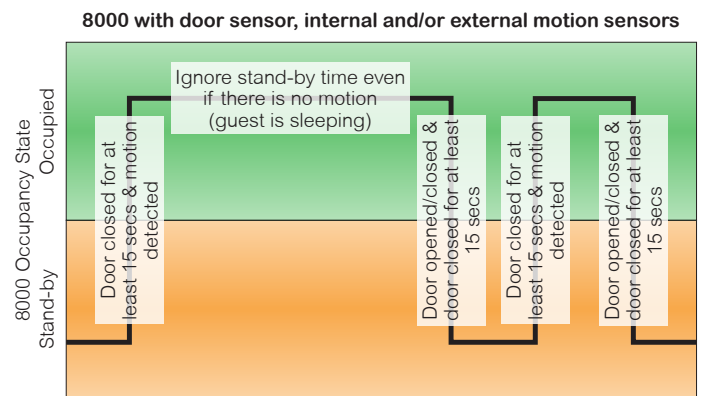 8000 with door sensor, internal and/or external motion sensors
8000 Occupancy State
Occupied
Stand-by
Door closed for at
least 15 secs & motion
detected
Ignore stand-by time even
if there is no motion
(guest is sleeping)
Door opened/closed &
door closed for at least
15 secs
Door closed for at
least 15 secs & motion
detected
Door opened/closed &
door closed for at least
15 secs